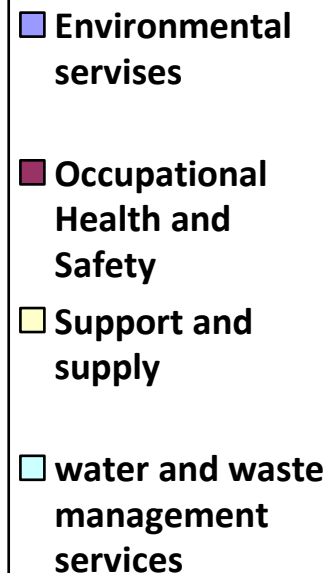 Environmental
servises
Occupational
Health and
Safety
Support and
supply
water and waste
management
services